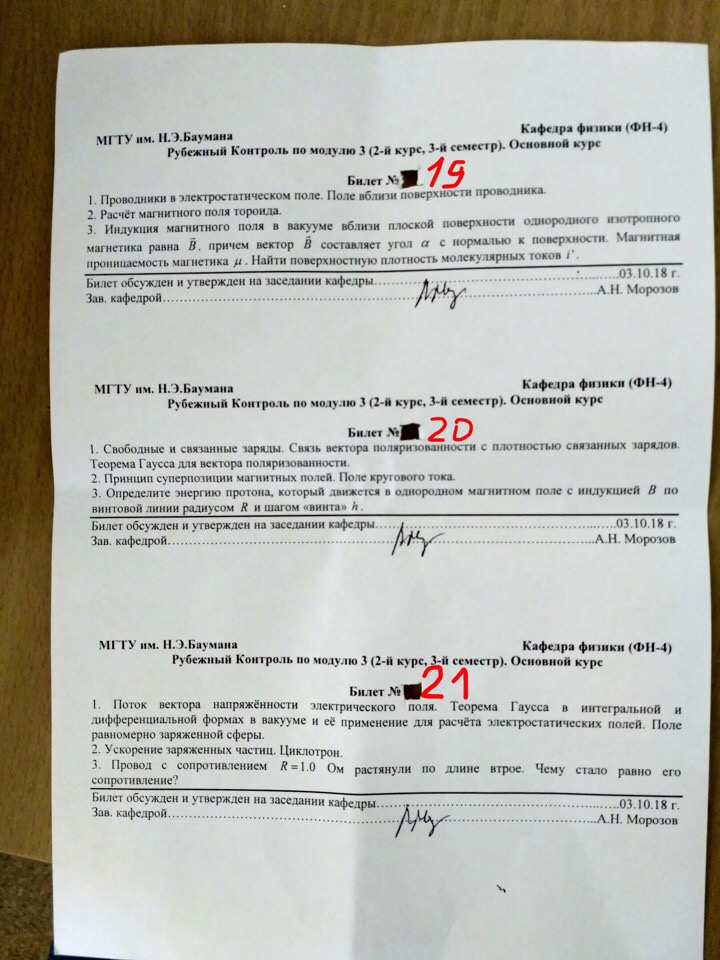 МГТУ им. Н.Э.Баумана Кафедра физики (ФН-4)
Рубежный Контроль по модулю 3 (2-й курс, 3-й семестр). Основной курс
Билет № 19
1. Проводники в электростатическом поле. Поле вблизи поверхности проводника.
2. Расчёт магнитного поля тороида.
3. Индукция магнитного поля в вакууме вблизи плоской поверхности однородного изотропного
магнетика равна B⃗, причем вектор B⃗ составляет угол α с нормалью к поверхности. Магнитная
проницаемость магнетика μ. Найти поверхностную плотность молекулярных токов i'.
Билет обсужден и утвержден на заседании кафедры...........................................03.10.18 г.
Зав. кафедрой...........................................................................А.Н. Морозов
МГТУ им. Н.Э.Баумана Кафедра физики (ФН-4)
Рубежный Контроль по модулю 3 (2-й курс, 3-й семестр). Основной курс
Билет № 20
1. Свободные и связанные заряды. Связь вектора поляризованности с плотностью связанных зарядов.
Теорема Гаусса для вектора поляризованности.
2. Принцип суперпозиции магнитных полей. Поле кругового тока.
3. Определите энергию протона, который движется в однородном магнитном поле с индукцией B по
винтовой линии радиусом R и шагом «винта» h.
Билет обсужден и утвержден на заседании кафедры...........................................03.10.18 г.
Зав. кафедрой...........................................................................А.Н. Морозов
МГТУ им. Н.Э.Баумана Кафедра физики (ФН-4)
Рубежный Контроль по модулю 3 (2-й курс, 3-й семестр). Основной курс
Билет № 21
1. Поток вектора напряжённости электрического поля. Теорема Гаусса в интегральной и
дифференциальной формах в вакууме и её применение для расчёта электростатических полей. Поле
равномерно заряженной сферы.
2. Ускорение заряженных частиц. Циклотрон.
3. Провод с сопротивлением R=1.0 Ом растянули по длине втрое. Чему стало равно его
сопротивление?
Билет обсужден и утвержден на заседании кафедры...........................................03.10.18 г.
Зав. кафедрой...........................................................................А.Н. Морозов